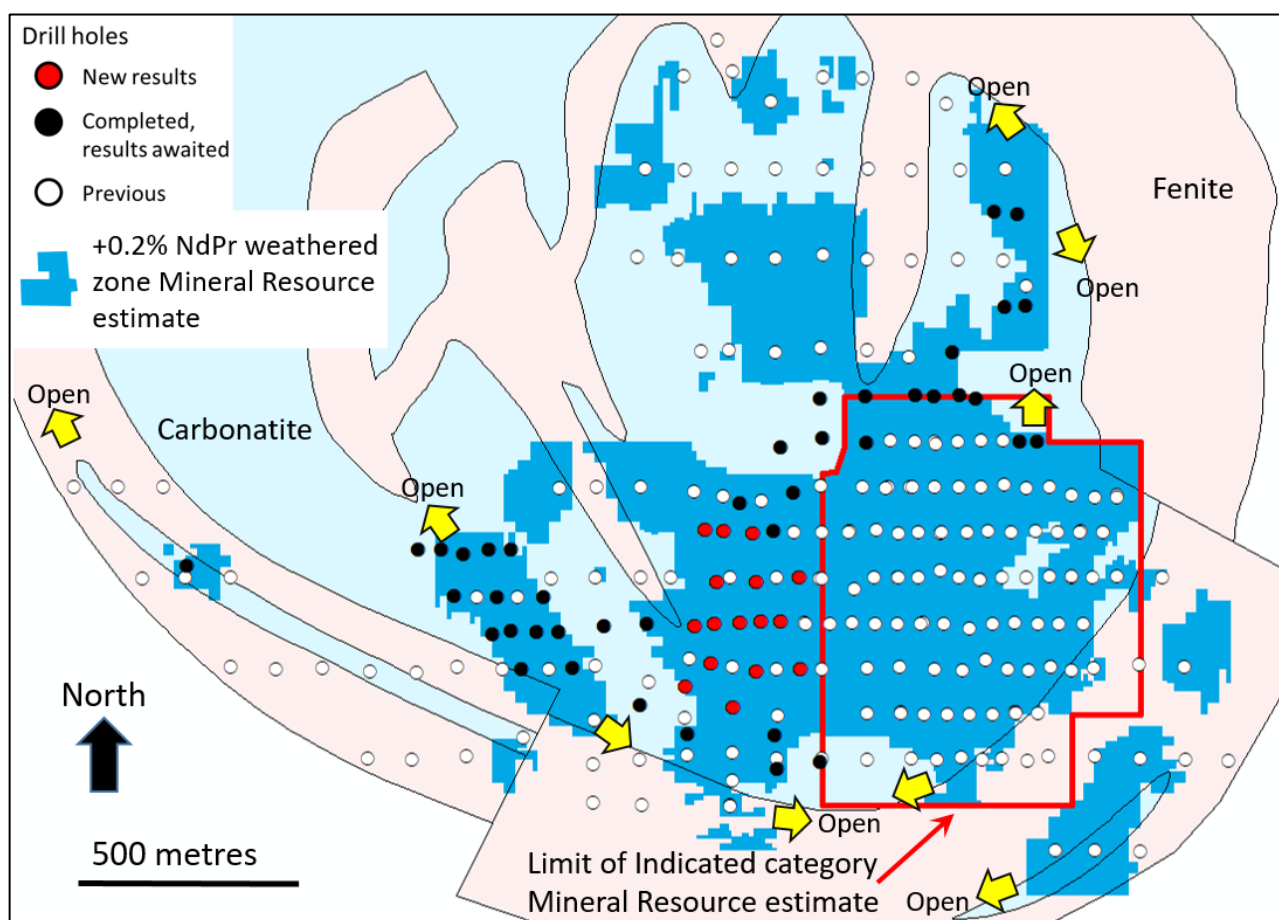 Drill holes
New results
Completed,
results awaited
Previous
+0.2% NdPr weathered
zone Mineral Resource
estimate
Open
Fenite
Open
Open
Open
Carbonatite
Open
North
500 metres
Open
Limit of Indicated category
Mineral Resource estimate
Open